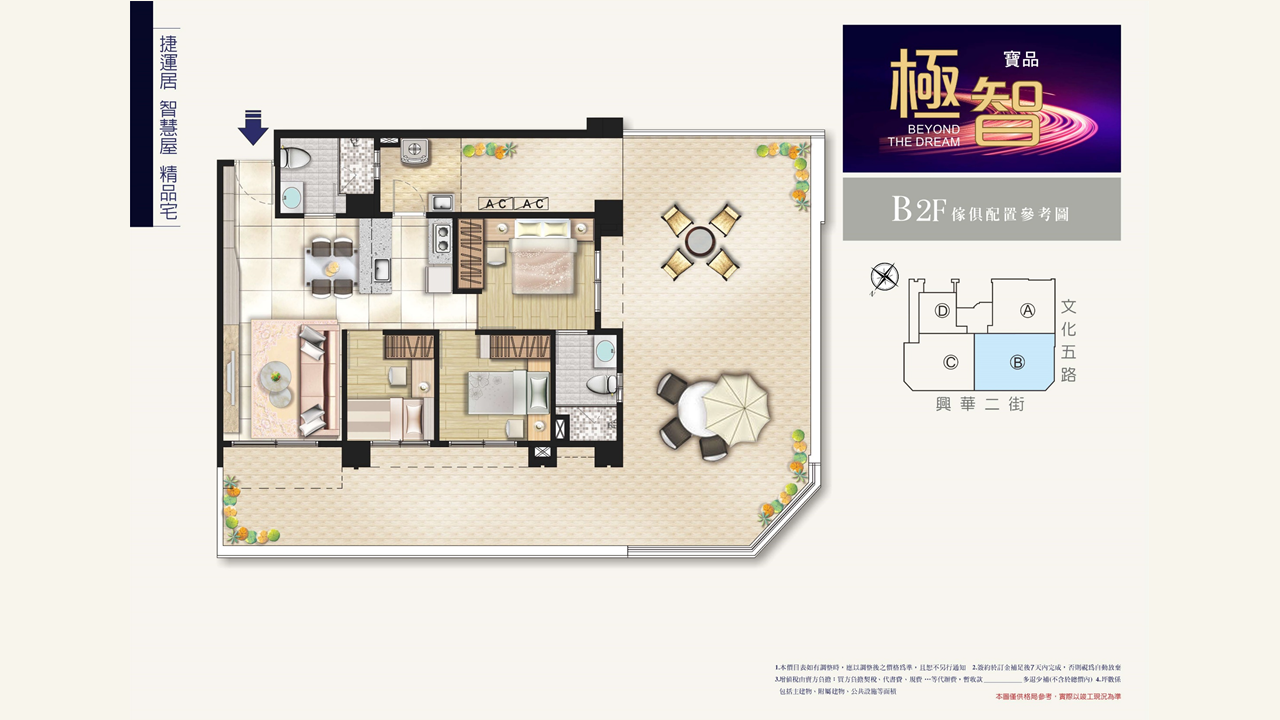 捷運居 智慧屋 精品宅
寶品
極智
BEYOND
THE DREAM
B2F 傢俱配置參考圖
AC AC
N
D
A
C
B
文化五路
興華二街
1.本價目表如有調整時，應以調整後之價格為準，且恕不另行通知 2.簽約於訂金補足後7天內完成，否則視為自動放棄
3.增值稅由賣方負擔；買方負擔契稅、代書費、規費…等代辦費，暫收款＿＿＿＿＿多退少補(不含於總價內) 4.坪數係
包括主建物、附屬建物、公共設施等面積
本圖僅供格局參考，實際以竣工現況為準